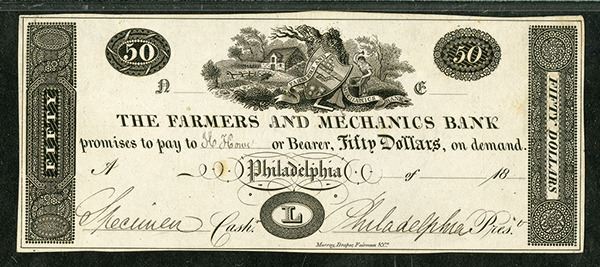 50 50
N C
THE FARMERS AND MECHANICS BANK
promises to pay to H. Howe or Bearer, Fifty Dollars, on demand.
A Philadelphia of 18
Specimen Cash.r L Philadelphia Pres.t
Murray, Draper, Fairman & Co.
FIFTY DOLLARS